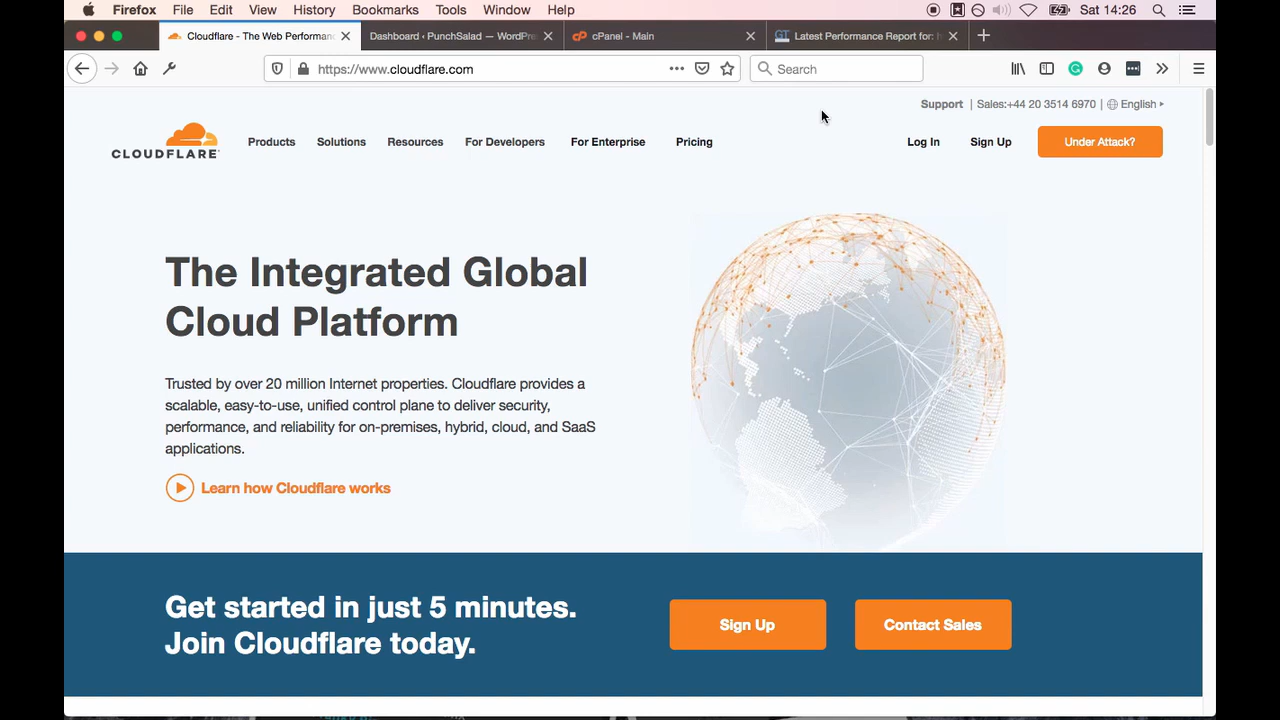 Firefox File Edit View History Bookmarks Tools Window Help Sat 14:26
Cloudflare - The Web Performanc Dashboard ‹ PunchSalad — WordPre cPanel - Main GT Latest Performance Report for: h
https://www.cloudflare.com Search
Support | Sales:+44 20 3514 6970 | English
CLOUDFLARE Products Solutions Resources For Developers For Enterprise Pricing Log In Sign Up Under Attack?
The Integrated Global
Cloud Platform
Trusted by over 20 million Internet properties. Cloudflare provides a
scalable, easy-to-use, unified control plane to deliver security,
performance, and reliability for on-premises, hybrid, cloud, and SaaS
applications.
Learn how Cloudflare works
Get started in just 5 minutes.
Join Cloudflare today.
Sign Up Contact Sales